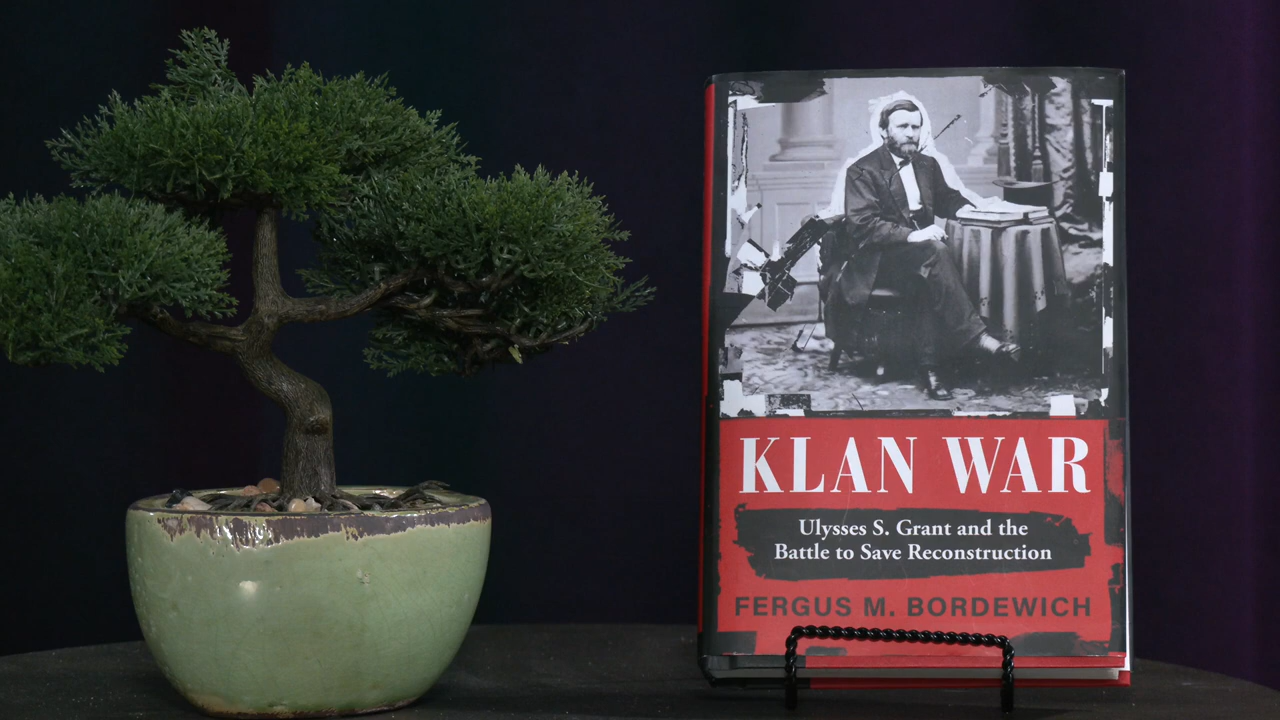 KLAN WAR
Ulysses S. Grant and the
Battle to Save Reconstruction
FERGUS M. BORDEWICH